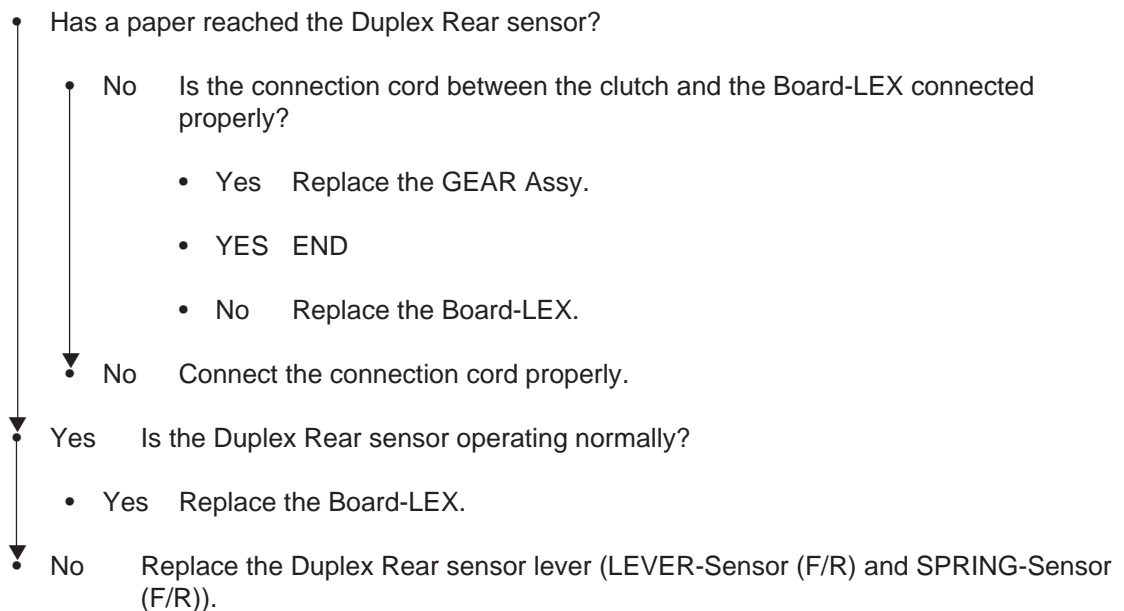 • Has a paper reached the Duplex Rear sensor?
• No Is the connection cord between the clutch and the Board-LEX connected
properly?
• Yes Replace the GEAR Assy.
• YES END
• No Replace the Board-LEX.
• No Connect the connection cord properly.
• Yes Is the Duplex Rear sensor operating normally?
• Yes Replace the Board-LEX.
• No Replace the Duplex Rear sensor lever (LEVER-Sensor (F/R) and SPRING-Sensor
(F/R)).